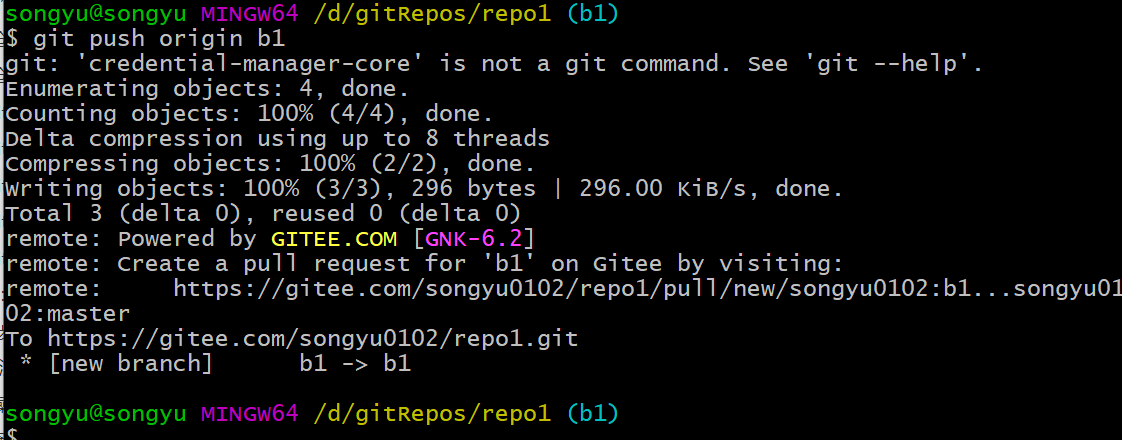 songyu@songyu MINGW64 /d/gitRepos/repo1 (b1)
$ git push origin b1
git: 'credential-manager-core' is not a git command. See 'git --help'.
Enumerating objects: 4, done.
Counting objects: 100% (4/4), done.
Delta compression using up to 8 threads
Compressing objects: 100% (2/2), done.
Writing objects: 100% (3/3), 296 bytes | 296.00 KiB/s, done.
Total 3 (delta 0), reused 0 (delta 0)
remote: Powered by GITEE.COM [GNK-6.2]
remote: Create a pull request for 'b1' on Gitee by visiting:
remote:     https://gitee.com/songyu0102/repo1/pull/new/songyu0102:b1...songyu01
02:master
To https://gitee.com/songyu0102/repo1.git
 * [new branch]      b1 -> b1
songyu@songyu MINGW64 /d/gitRepos/repo1 (b1)
$